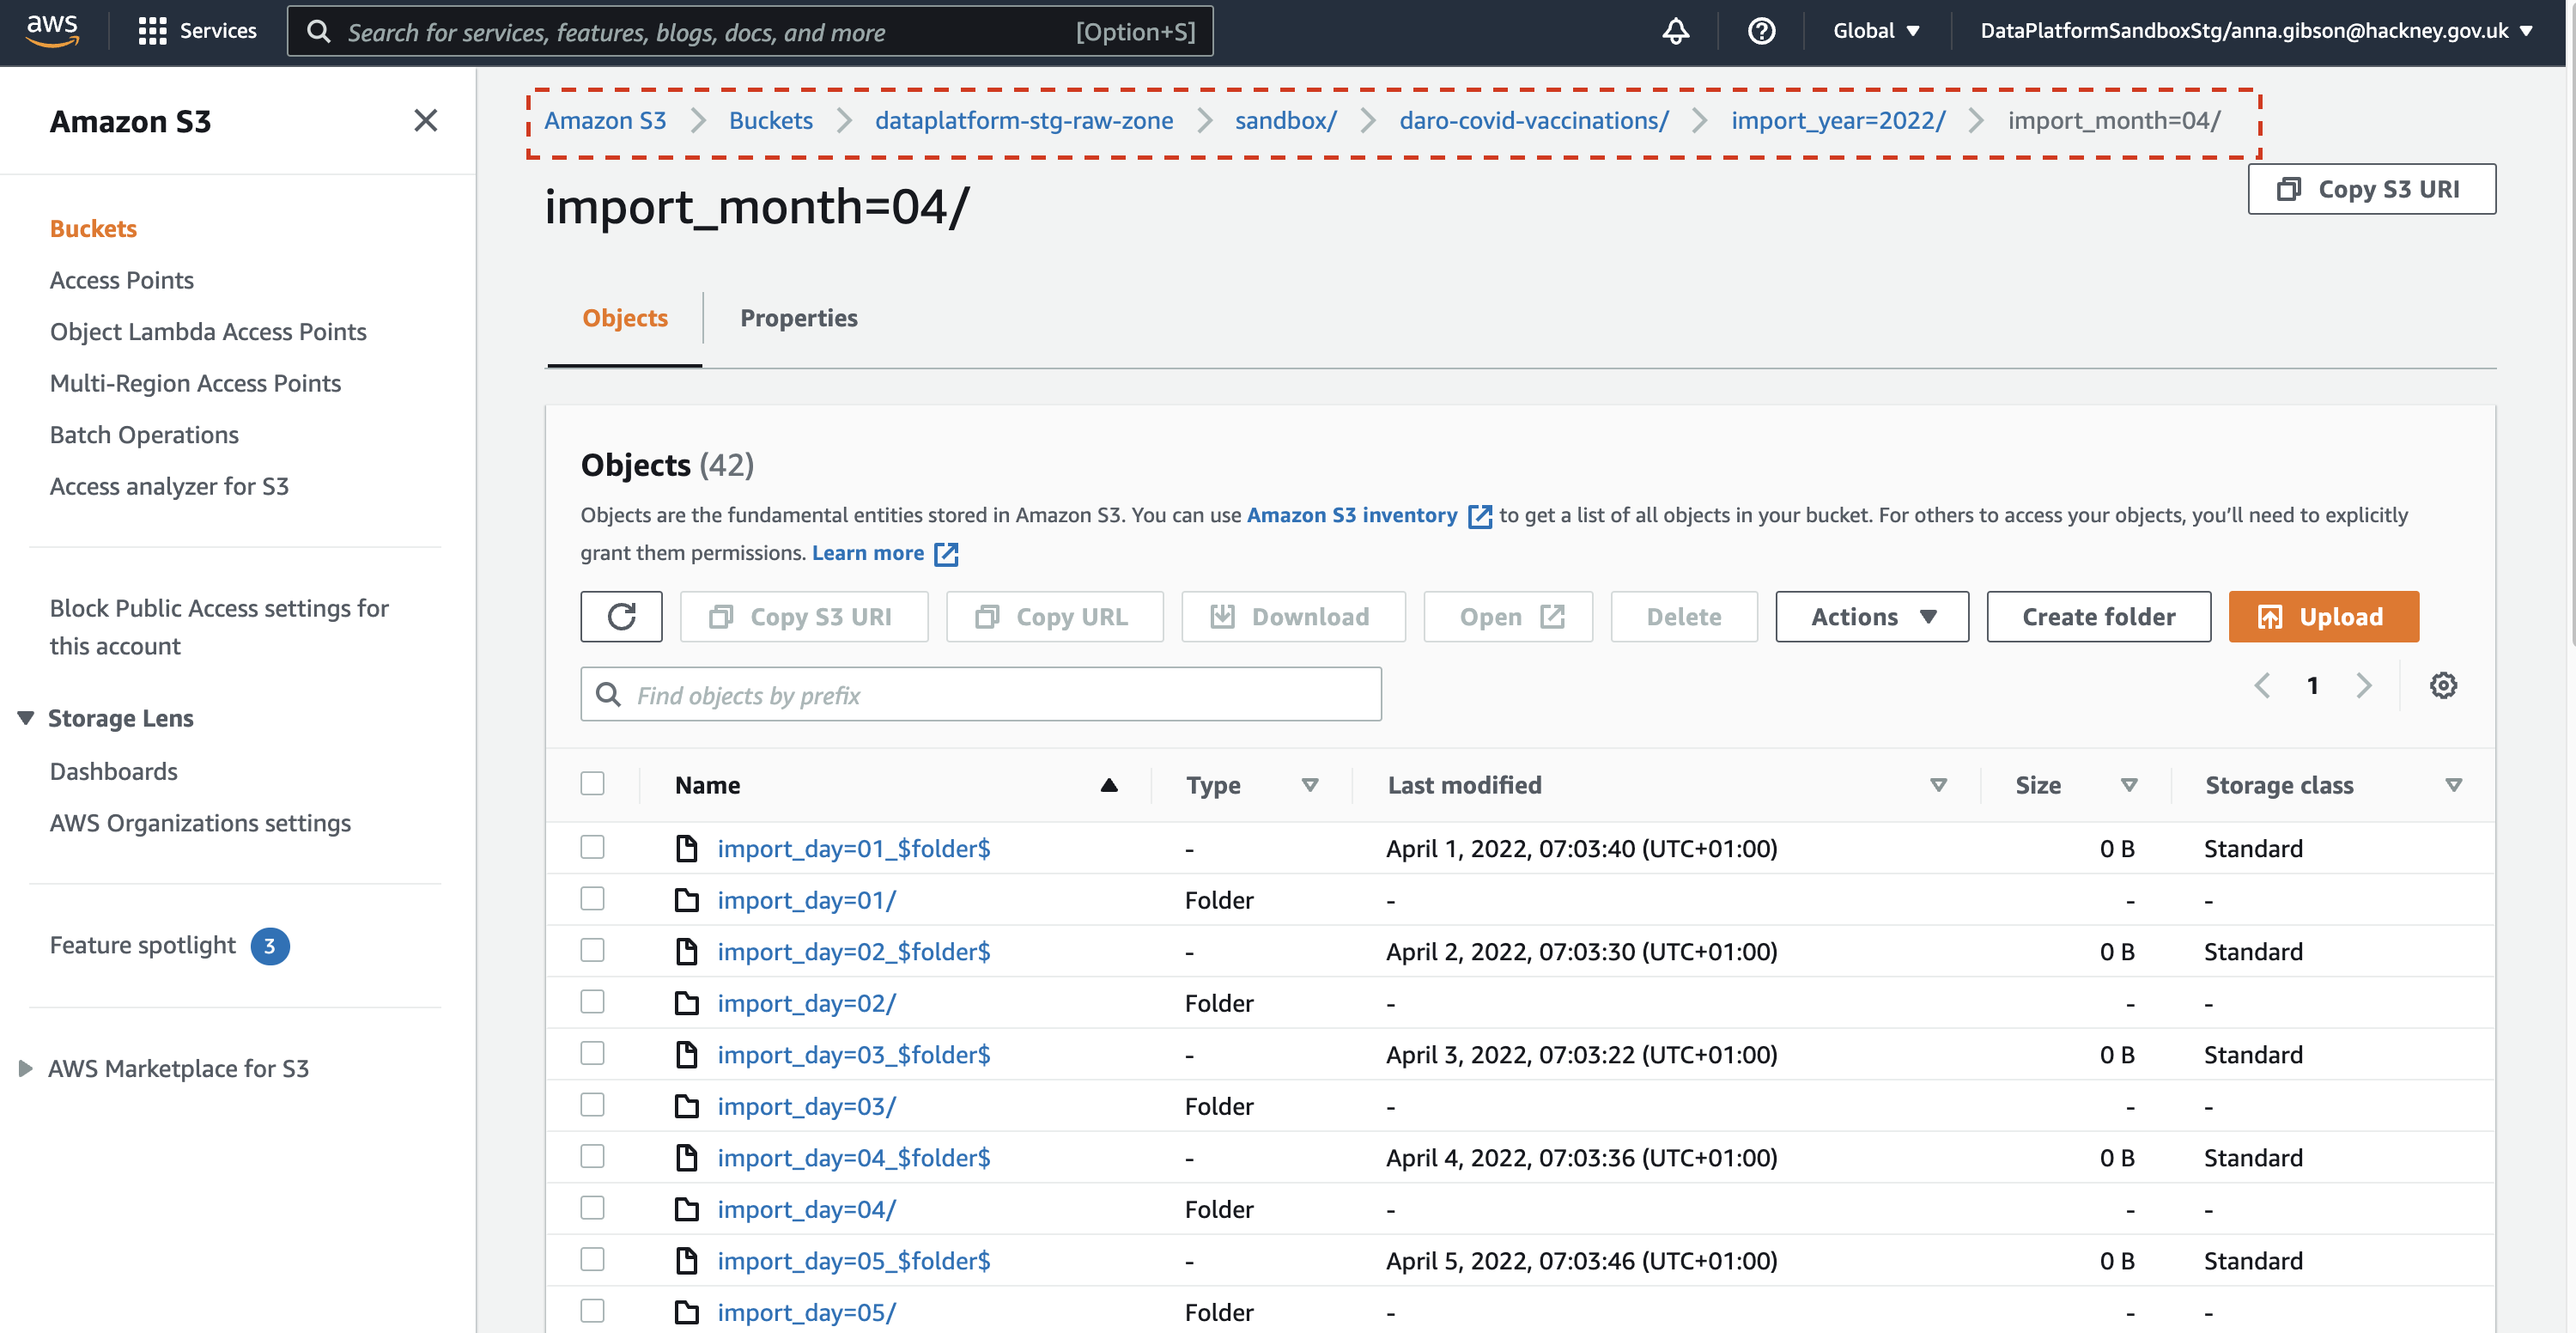 aws Services Search for services, features, blogs, docs, and more [Option+S] Global ▼ DataPlatformSandboxStg/anna.gibson@hackney.gov.uk ▼
Amazon S3
Buckets
Access Points
Object Lambda Access Points
Multi-Region Access Points
Batch Operations
Access analyzer for S3
Block Public Access settings for
this account
Storage Lens
Dashboards
AWS Organizations settings
Feature spotlight 3
AWS Marketplace for S3
Amazon S3 > Buckets > dataplatform-stg-raw-zone > sandbox/ > daro-covid-vaccinations/ > import_year=2022/ > import_month=04/
import_month=04/
Copy S3 URI
Objects Properties
Objects (42)
Objects are the fundamental entities stored in Amazon S3. You can use Amazon S3 inventory to get a list of all objects in your bucket. For others to access your objects, you’ll need to explicitly
grant them permissions. Learn more
Copy S3 URI Copy URL Download Open Delete Actions ▼ Create folder Upload
Find objects by prefix 1
Name Type Last modified Size Storage class
import_day=01_$folder$ - April 1, 2022, 07:03:40 (UTC+01:00) 0 B Standard
import_day=01/ Folder - - -
import_day=02_$folder$ - April 2, 2022, 07:03:30 (UTC+01:00) 0 B Standard
import_day=02/ Folder - - -
import_day=03_$folder$ - April 3, 2022, 07:03:22 (UTC+01:00) 0 B Standard
import_day=03/ Folder - - -
import_day=04_$folder$ - April 4, 2022, 07:03:36 (UTC+01:00) 0 B Standard
import_day=04/ Folder - - -
import_day=05_$folder$ - April 5, 2022, 07:03:46 (UTC+01:00) 0 B Standard
import_day=05/ Folder - - -